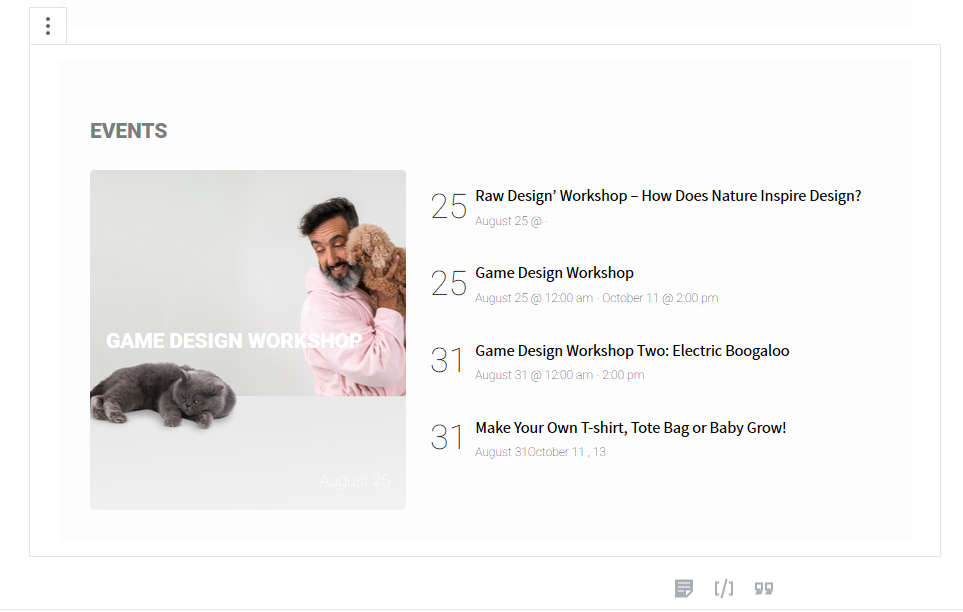 EVENTS
GAME DESIGN WORKSHOP
August 25
25
Raw Design’ Workshop – How Does Nature Inspire Design?
August 25 @ -
25
Game Design Workshop
August 25 @ 12:00 am - October 11 @ 2:00 pm
31
Game Design Workshop Two: Electric Boogaloo
August 31 @ 12:00 am - 2:00 pm
31
Make Your Own T-shirt, Tote Bag or Baby Grow!
August 31October 11 , 13
[/]